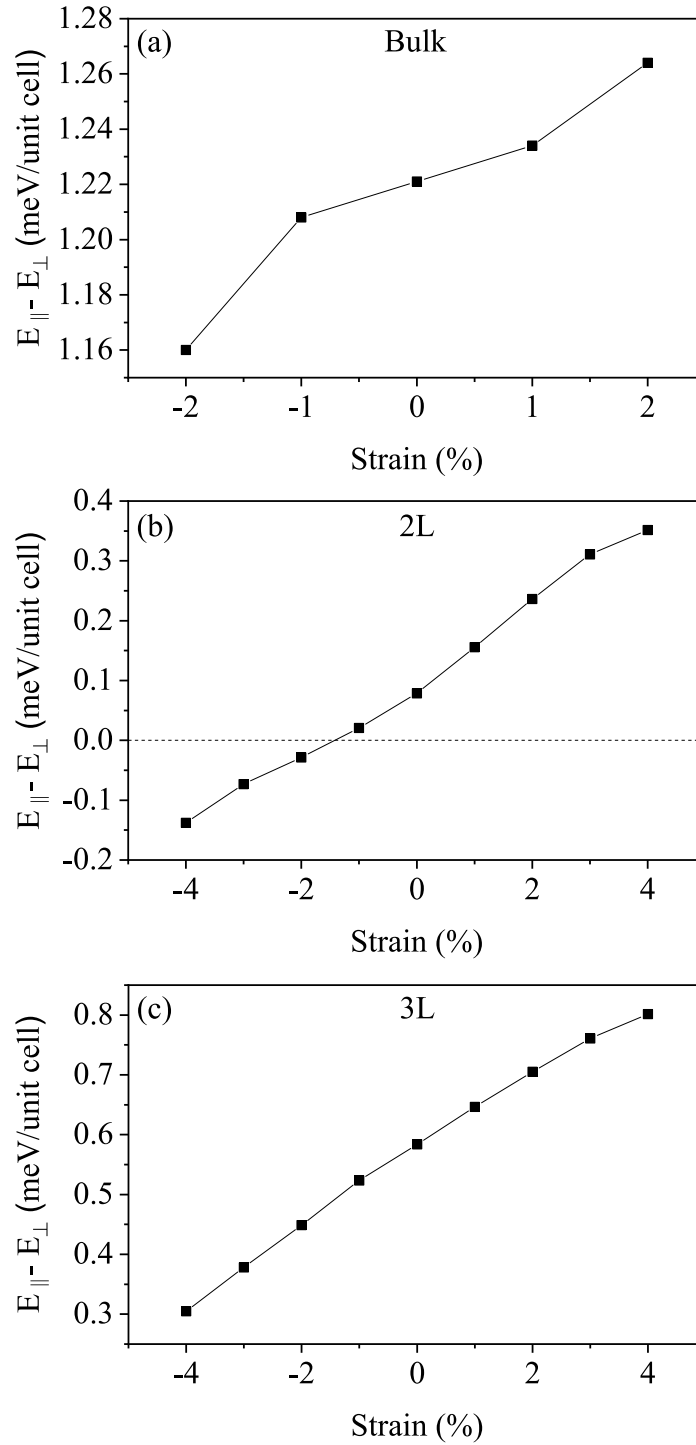 (a) Bulk
1.28
1.26
1.24
1.22
1.20
1.18
1.16
E∥- E⊥ (meV/unit cell)
-2 -1 0 1 2
Strain (%)
(b) 2L
0.4
0.3
0.2
0.1
0.0
-0.1
-0.2
E∥- E⊥ (meV/unit cell)
-4 -2 0 2 4
Strain (%)
(c) 3L
0.8
0.7
0.6
0.5
0.4
0.3
E∥- E⊥ (meV/unit cell)
-4 -2 0 2 4
Strain (%)